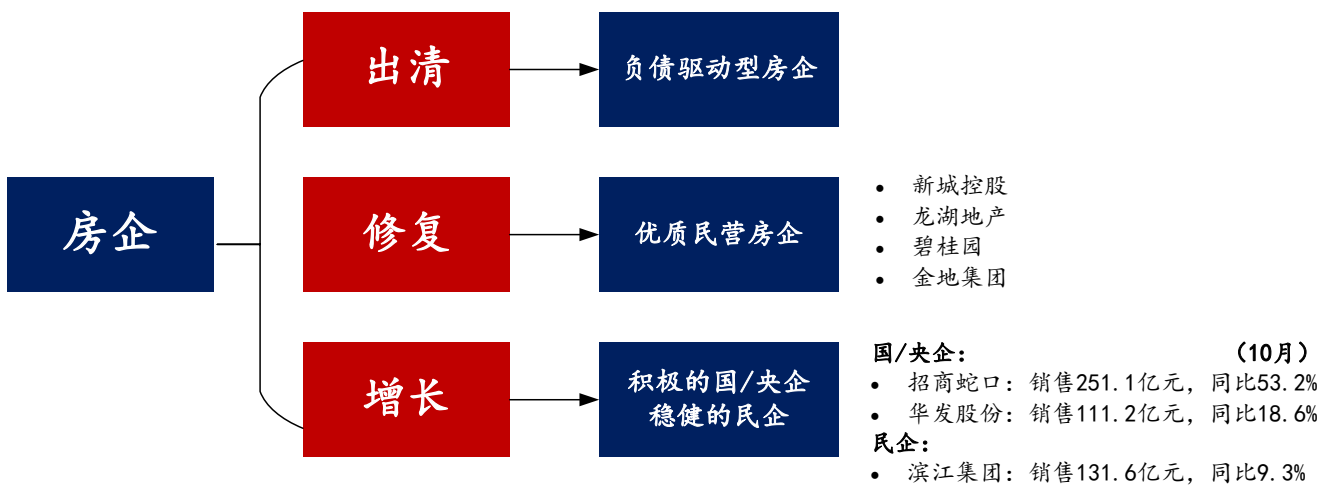 房企
出清
负债驱动型房企
修复
优质民营房企
• 新城控股
• 龙湖地产
• 碧桂园
• 金地集团
增长
积极的国/央企
稳健的民企
国/央企: (10月)
• 招商蛇口: 销售251.1亿元, 同比53.2%
• 华发股份: 销售111.2亿元, 同比18.6%
民企:
• 滨江集团: 销售131.6亿元, 同比9.3%